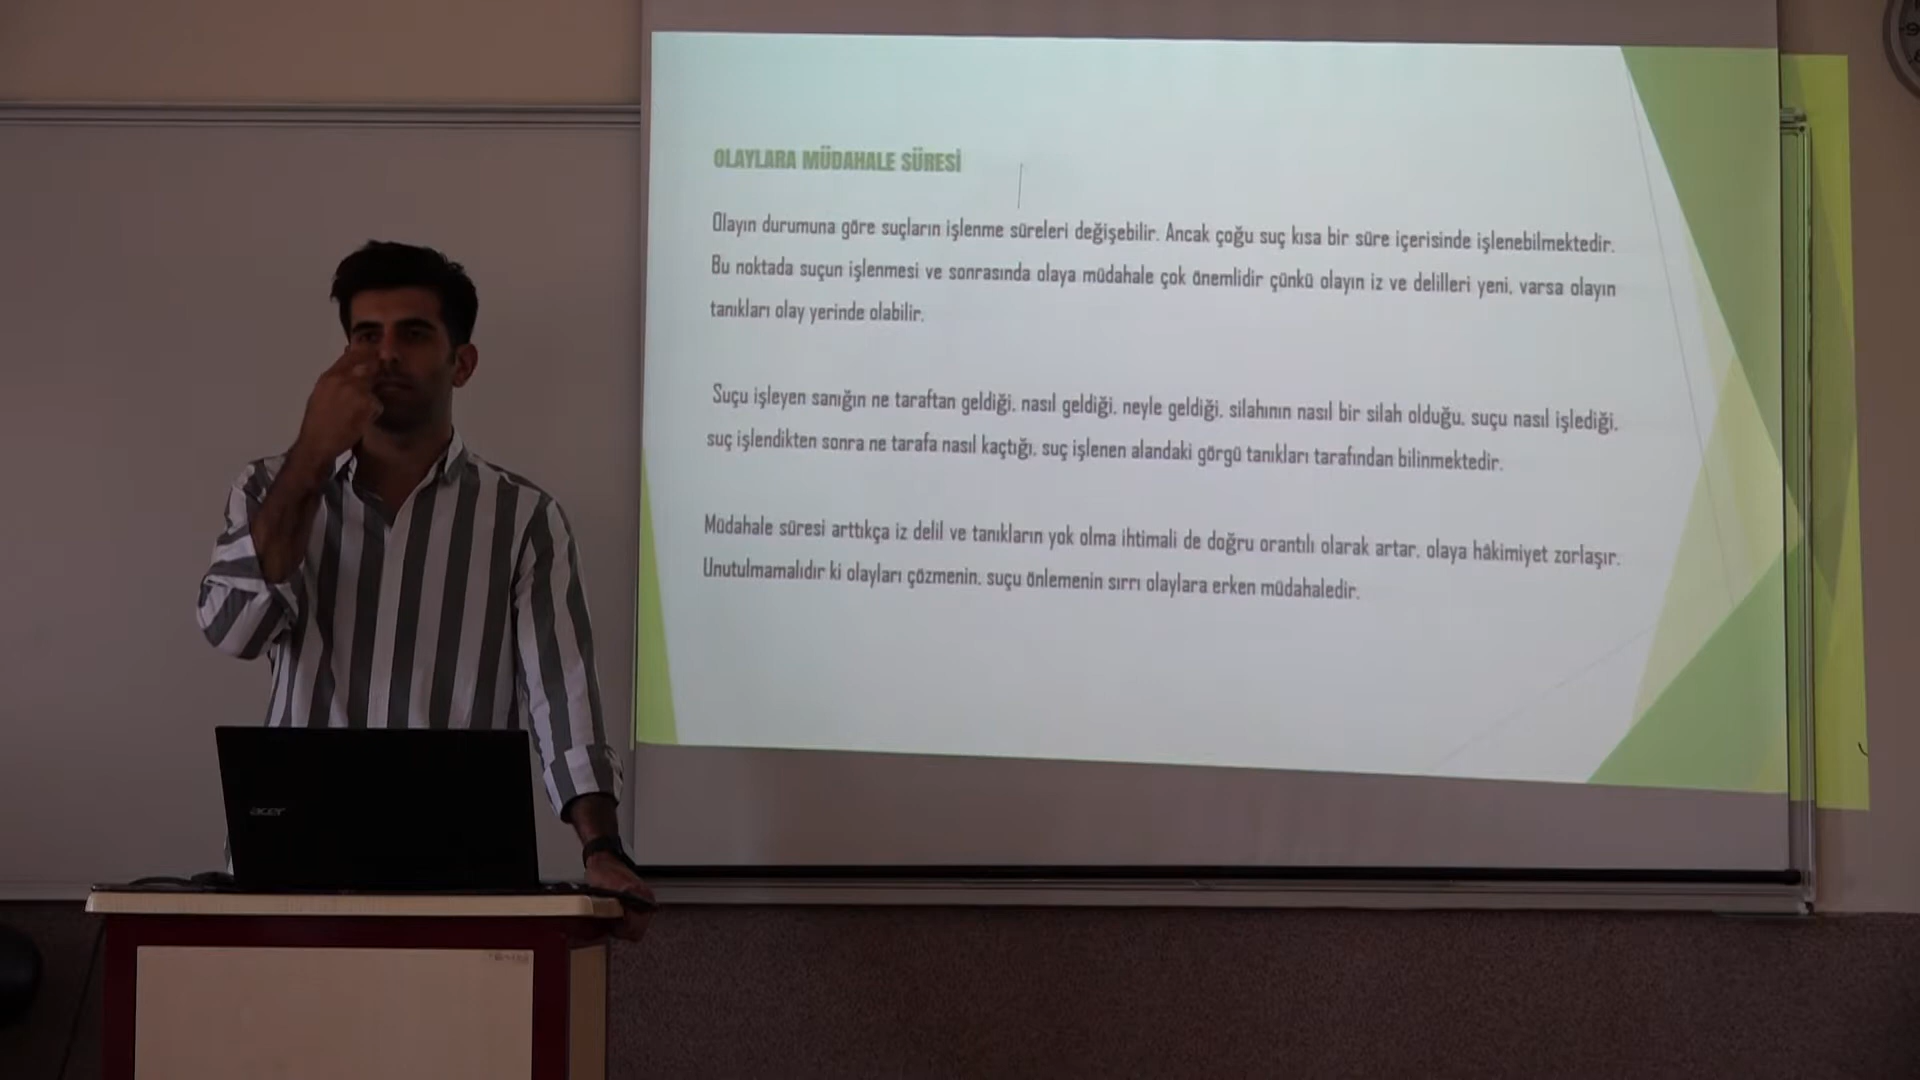 OLAYLARA MÜDAHALE SÜRESİ
Olayın durumuna göre suçların işlenme süreleri değişebilir. Ancak çoğu suç kısa bir süre içerisinde işlenebilmektedir.
Bu noktada suçun işlenmesi ve sonrasında olaya müdahale çok önemlidir çünkü olayın iz ve delilleri yeni, varsa olayın
tanıkları olay yerinde olabilir.
Suçu işleyen sanığın ne taraftan geldiği, nasıl geldiği, neyle geldiği, silahının nasıl bir silah olduğu, suçu nasıl işlediği,
suç işlendikten sonra ne tarafa nasıl kaçtığı, suç işlenen alandaki görgü tanıkları tarafından bilinmektedir.
Müdahale süresi arttıkça iz delil ve tanıkların yok olma ihtimali de doğru orantılı olarak artar, olaya hâkimiyet zorlaşır.
Unutulmamalıdır ki olayları çözmenin, suçu önlemenin sırrı olaylara erken müdahaledir.
acer